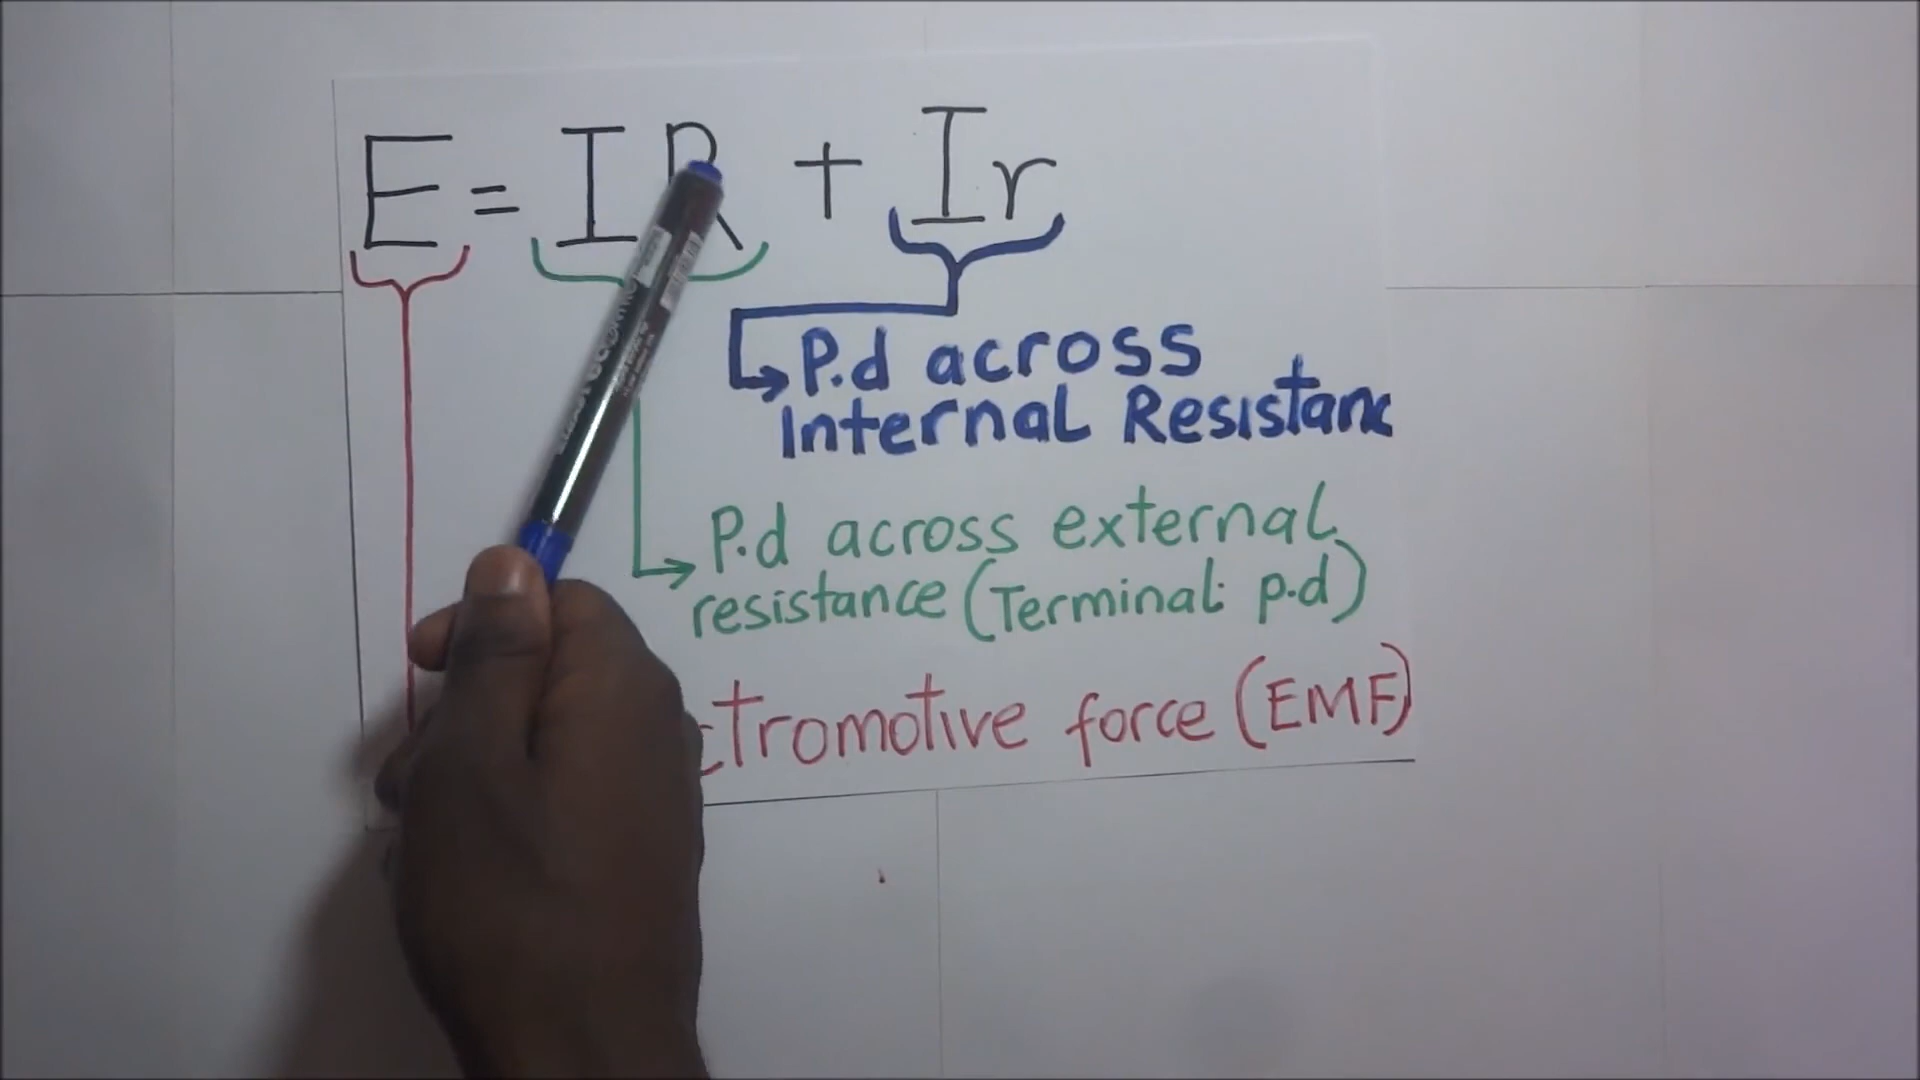 E = IR + Ir
P.d across
Internal Resistanc
P.d across external
resistance (Terminal p.d)
ctromotive force (EMF)